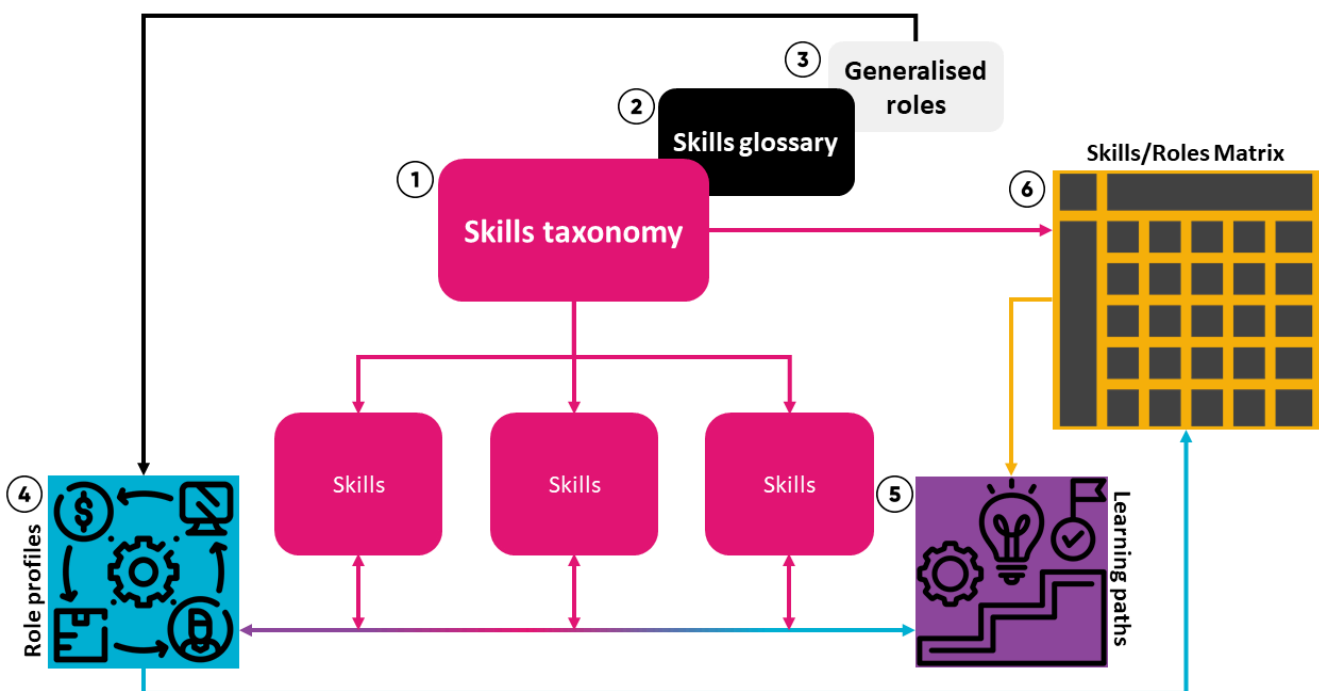 3
Generalised
roles
2
Skills glossary
Skills/Roles Matrix
1
6
Skills taxonomy
Skills
Skills
Skills
4
5
Role profiles
$
Learning paths